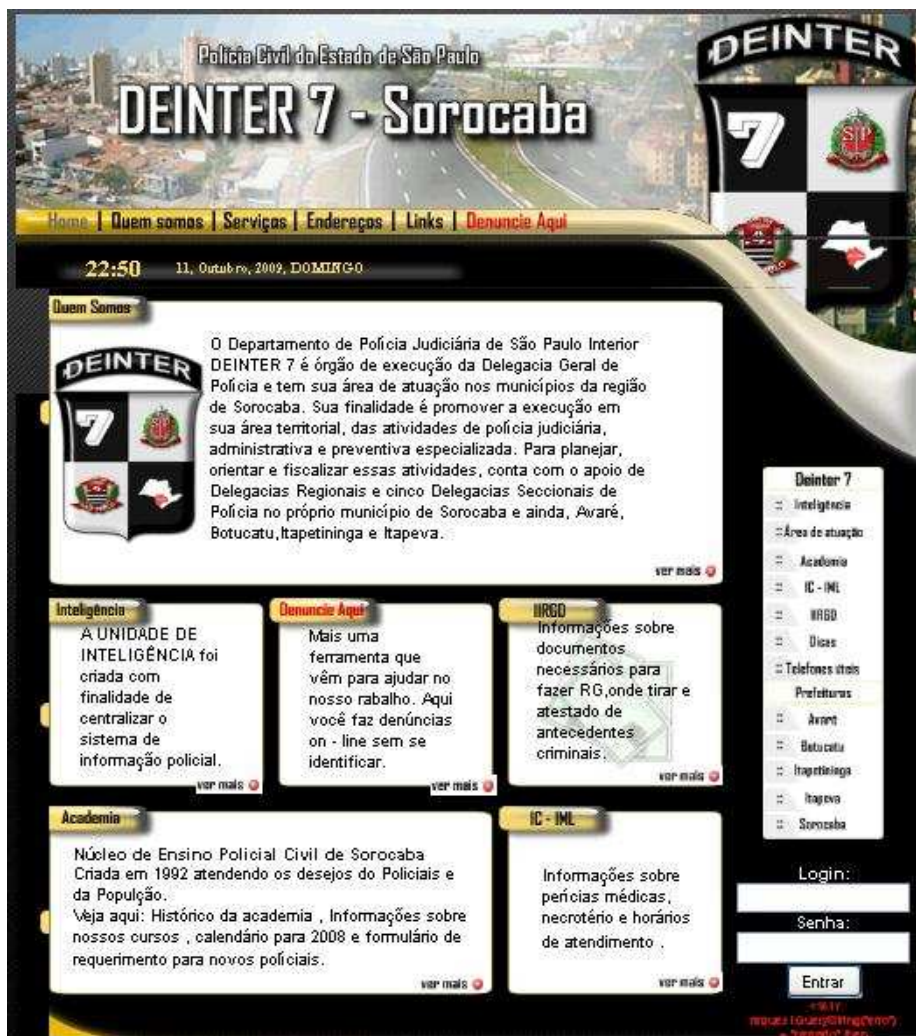 Polícia Civil do Estado de São Paulo
DEINTER 7 - Sorocaba
DEINTER
7
SP
Home | Quem somos | Serviços | Endereços | Links | Denuncie Aqui
22:50
11, Outubro, 2009, DOMINGO
Quem Somos
DEINTER
7
O Departamento de Polícia Judiciária de São Paulo Interior
DEINTER 7 é órgão de execução da Delegacia Geral de
Polícia e tem sua área de atuação nos municípios da região
de Sorocaba. Sua finalidade é promover a execução em
sua área territorial, das atividades de polícia judiciária,
administrativa e preventiva especializada. Para planejar,
orientar e fiscalizar essas atividades, conta com o apoio de
Delegacias Regionais e cinco Delegacias Seccionais de
Polícia no próprio município de Sorocaba e ainda, Avaré,
Botucatu,Itapetininga e Itapeva.
ver mais
Inteligência
A UNIDADE DE
INTELIGÊNCIA foi
criada com
finalidade de
centralizar o
sistema de
informação policial.
ver mais
Denuncie Aqui
Mais uma
ferramenta que
vêm para ajudar no
nosso rabalho. Aqui
você faz denúncias
on - line sem se
identificar.
ver mais
IIRGD
Informações sobre
documentos
necessários para
fazer RG,onde tirar e
atestado de
antecedentes
criminais.
ver mais
Academia
Núcleo de Ensino Policial Civil de Sorocaba
Criada em 1992 atendendo os desejos do Policiais e
da Populção.
Veja aqui: Histórico da academia , Informações sobre
nossos cursos , calendário para 2008 e formulário de
requerimento para novos policiais.
ver mais
IC - IML
Informações sobre
perícias médicas,
necrotério e horários
de atendimento .
ver mais
Deinter 7
:: Inteligência
:: Área de atuação
:: Academia
:: IC - IML
:: IIRGD
:: Dicas
:: Telefones úteis
Prefeituras
:: Avaré
:: Botucatu
:: Itapetininga
:: Itapeva
:: Sorocaba
Login:
Senha:
Entrar